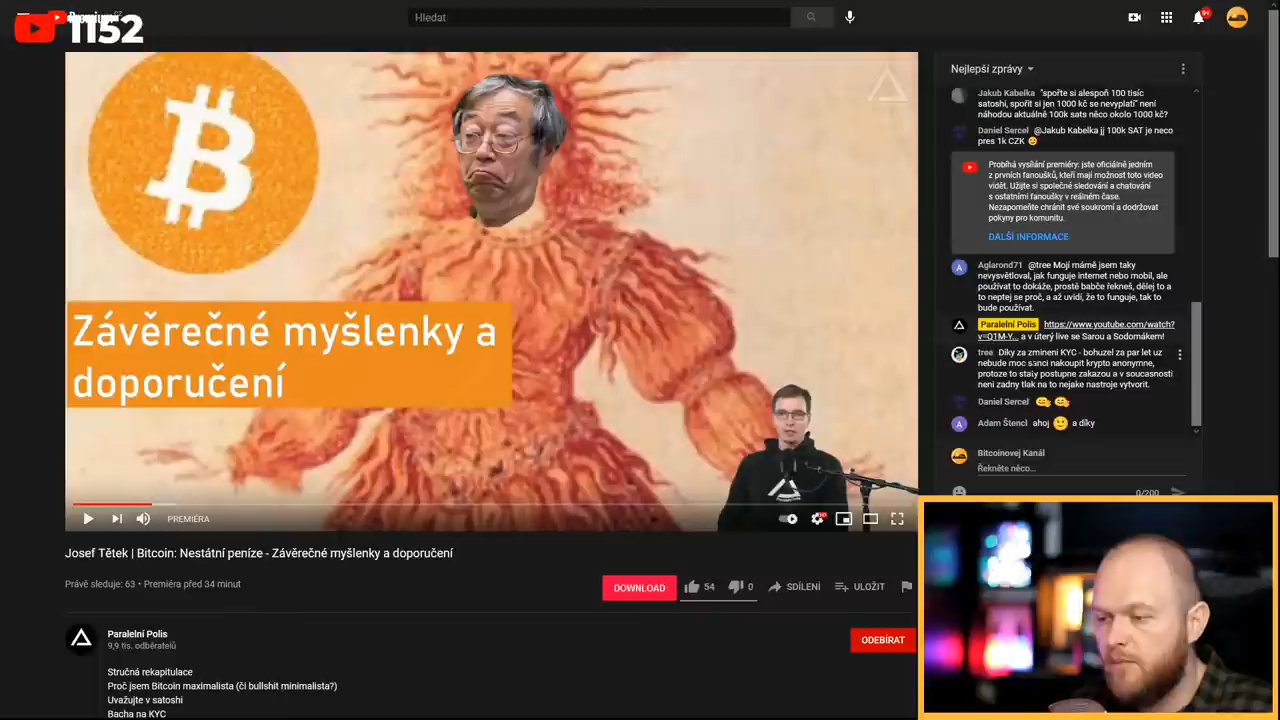 Premium CZ
1152
Hledat
9+
Závěrečné myšlenky a
doporučení
PREMIÉRA
HD
Josef Tětek | Bitcoin: Nestátní peníze - Závěrečné myšlenky a doporučení
Právě sleduje: 63 • Premiéra před 34 minut
DOWNLOAD
54
0
SDÍLENÍ
ULOŽIT
Paralelní Polis
9,9 tis. odběratelů
ODEBÍRAT
Stručná rekapitulace
Proč jsem Bitcoin maximalista (či bullshit minimalista?)
Uvažujte v satoshi
Bacha na KYC
Nejlepší zprávy
Jakub Kabelka "spořte si alespoň 100 tisíc
satoshi, spořit si jen 1000 kč se nevyplatí" není
náhodou aktuálně 100k sats něco okolo 1000 kč?
Daniel Sercel @Jakub Kabelka jj 100k SAT je neco
pres 1k CZK
Probíhá vysílání premiéry: jste oficiálně jedním
z prvních fanoušků, kteří mají možnost toto video
vidět. Užijti si společné sledování a chatování
s ostatními fanoušky v reálném čase.
Nezapomeňte chránit své soukromí a dodržovat
pokyny pro komunitu.
DALŠÍ INFORMACE
A
Aglarond71 @tree Mojí mámě jsem taky
nevysvětloval, jak funguje internet nebo mobil, ale
používat to dokáže, prostě babče řekneš, dělej to a
to neptej se proč, a až uvidí, že to funguje, tak to
bude používat.
Paralelní Polis https://www.youtube.com/watch?
v=Q1M-Y... a v úterý live se Sarou a Sodomákem!
tree Díky za zmineni KYC - bohuzel za par let uz
nebude moc sanci nakoupit krypto anonymne,
protoze to staty postupne zakazou a v soucasnosti
neni zadny tlak na to nejake nastroje vytvorit.
Daniel Sercel
A
Adam Štencl ahoj a díky
Bitcoinovej Kanál
Řekněte něco...
0/200